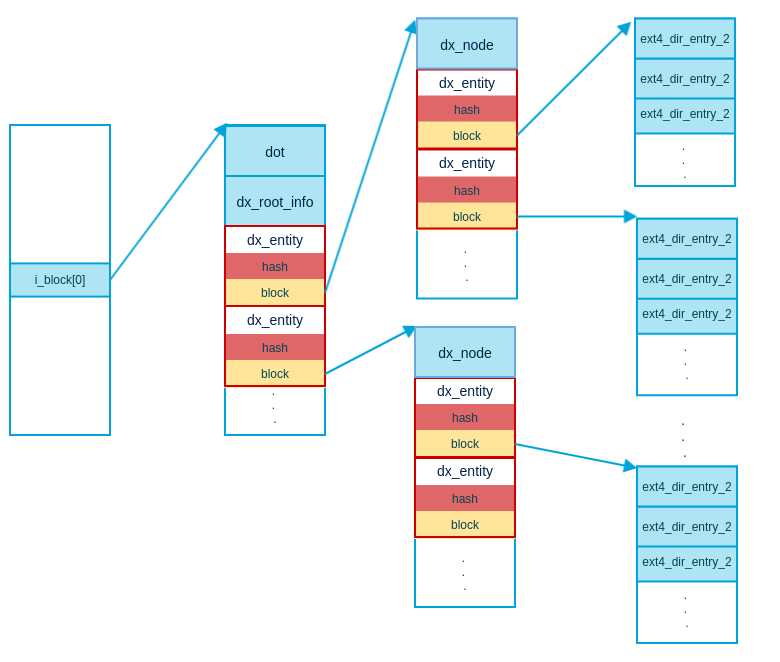 i_block[0]
dot
dx_root_info
dx_entity
hash
block
dx_entity
hash
block
.
.
.
dx_node
dx_entity
hash
block
dx_entity
hash
block
.
.
.
dx_node
dx_entity
hash
block
dx_entity
hash
block
.
.
.
ext4_dir_entry_2
ext4_dir_entry_2
ext4_dir_entry_2
.
.
.
ext4_dir_entry_2
ext4_dir_entry_2
ext4_dir_entry_2
.
.
.
.
.
.
ext4_dir_entry_2
ext4_dir_entry_2
ext4_dir_entry_2
.
.
.